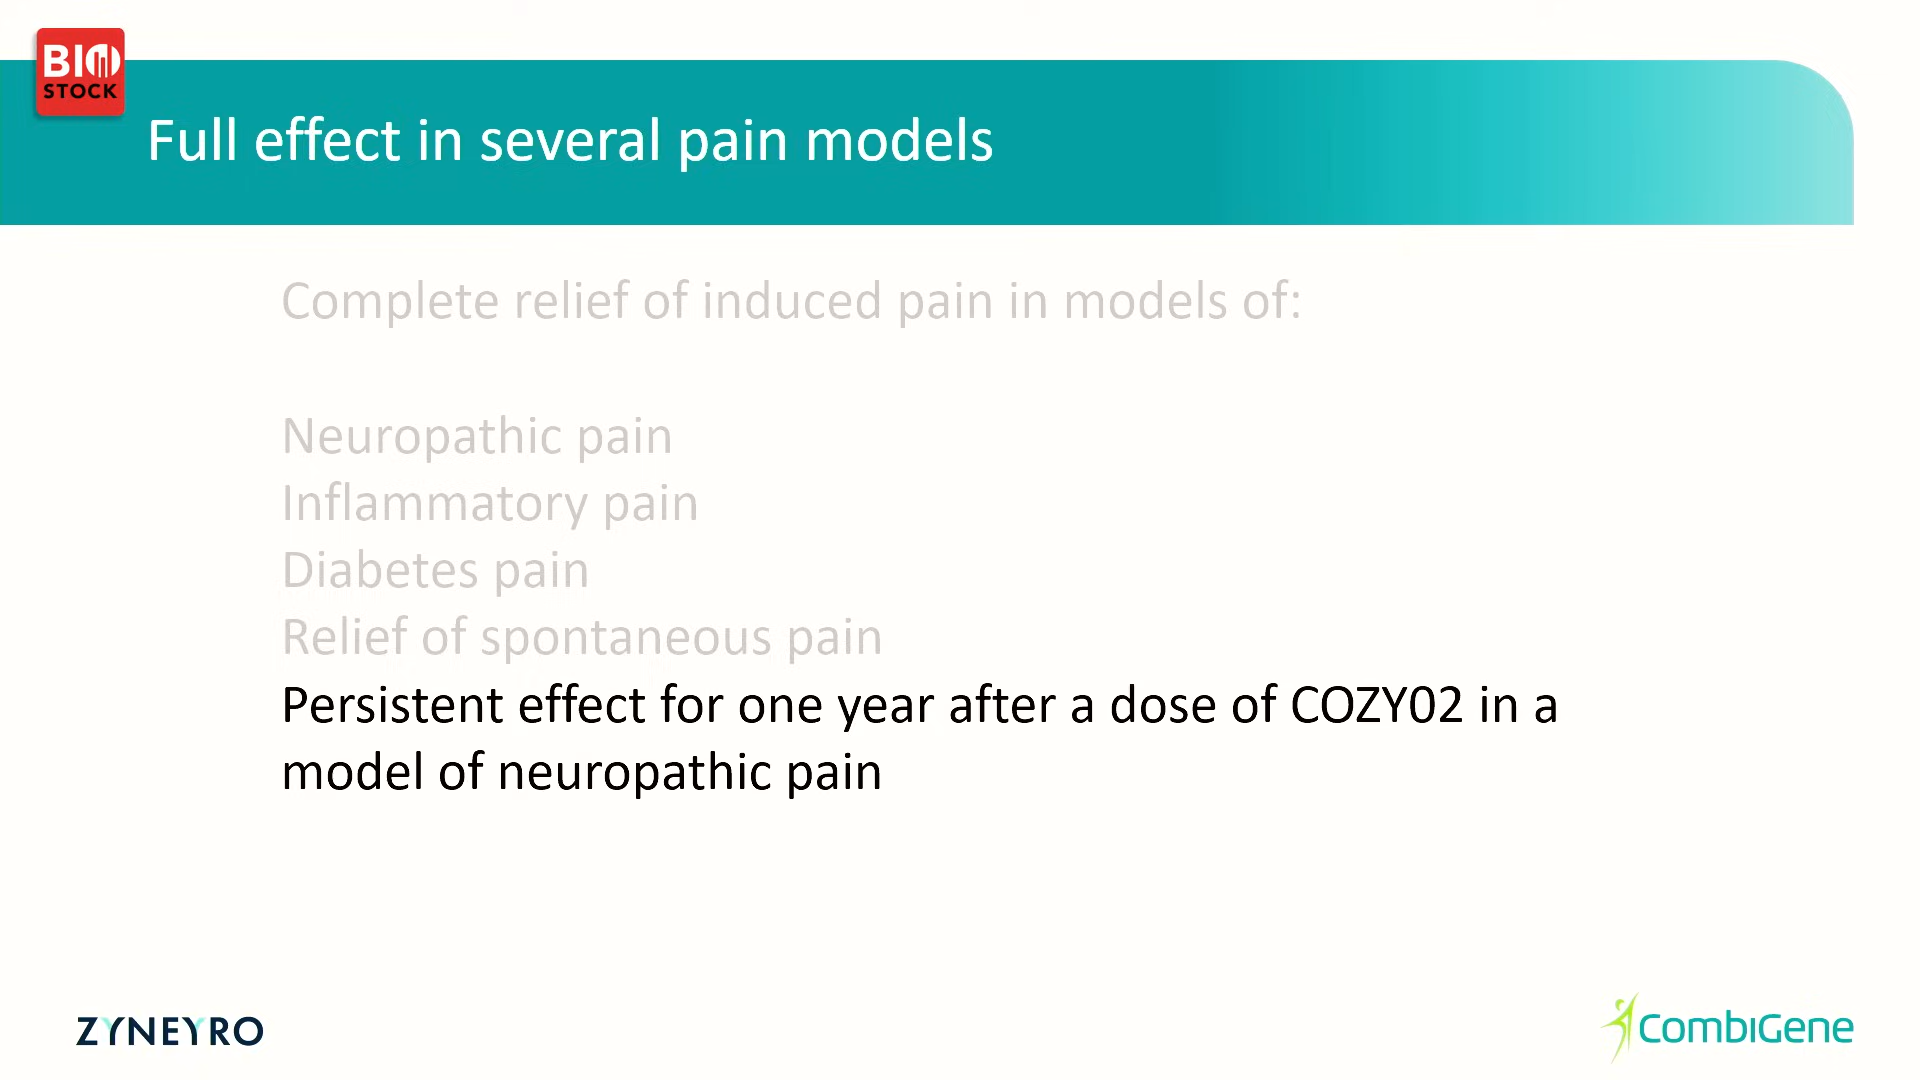 BIO
STOCK
Full effect in several pain models
Complete relief of induced pain in models of:
Neuropathic pain
Inflammatory pain
Diabetes pain
Relief of spontaneous pain
Persistent effect for one year after a dose of COZY02 in a
model of neuropathic pain
ZYNEYRO
CombiGene